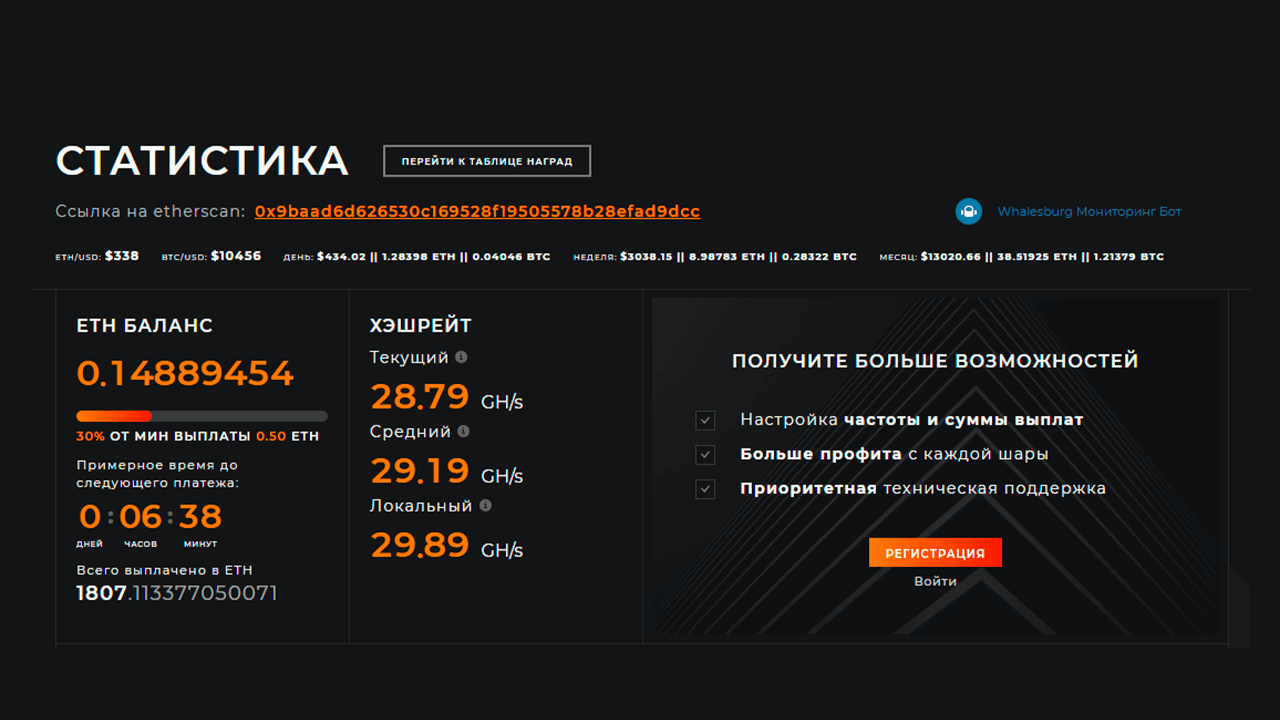 СТАТИСТИКА
ПЕРЕЙТИ К ТАБЛИЦЕ НАГРАД
Ссылка на etherscan: 0x9baad6d626530c169528f19505578b28efad9dcc
Whalesburg Мониторинг Бот
ETH/USD: $338 BTC/USD: $10456 ДЕНЬ: $434.02 || 1.28398 ETH || 0.04046 BTC НЕДЕЛЯ: $3038.15 || 8.98783 ETH || 0.28322 BTC МЕСЯЦ: $13020.66 || 38.51925 ETH || 1.21379 BTC
ETH БАЛАНС
0.14889454
30% ОТ МИН ВЫПЛАТЫ 0.50 ETH
Примерное время до
следующего платежа:
0 : 06 : 38
ДНЕЙ ЧАСОВ МИНУТ
Всего выплачено в ETH
1807.113377050071
ХЭШРЕЙТ
Текущий
28.79 GH/s
Средний
29.19 GH/s
Локальный
29.89 GH/s
ПОЛУЧИТЕ БОЛЬШЕ ВОЗМОЖНОСТЕЙ
Настройка частоты и суммы выплат
Больше профита с каждой шары
Приоритетная техническая поддержка
РЕГИСТРАЦИЯ
Войти